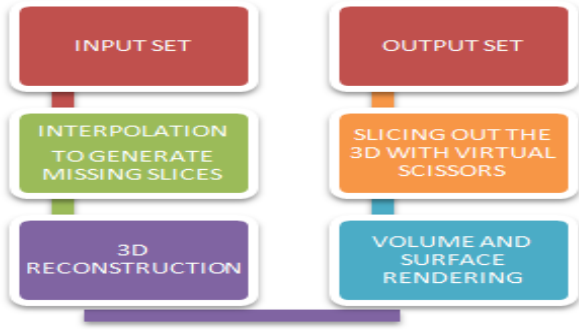 INPUT SET
INTERPOLATION
TO GENERATE
MISSING SLICES
3D
RECONSTRUCTION
VOLUME AND
SURFACE
RENDERING
SLICING OUT THE
3D WITH VIRTUAL
SCISSORS
OUTPUT SET